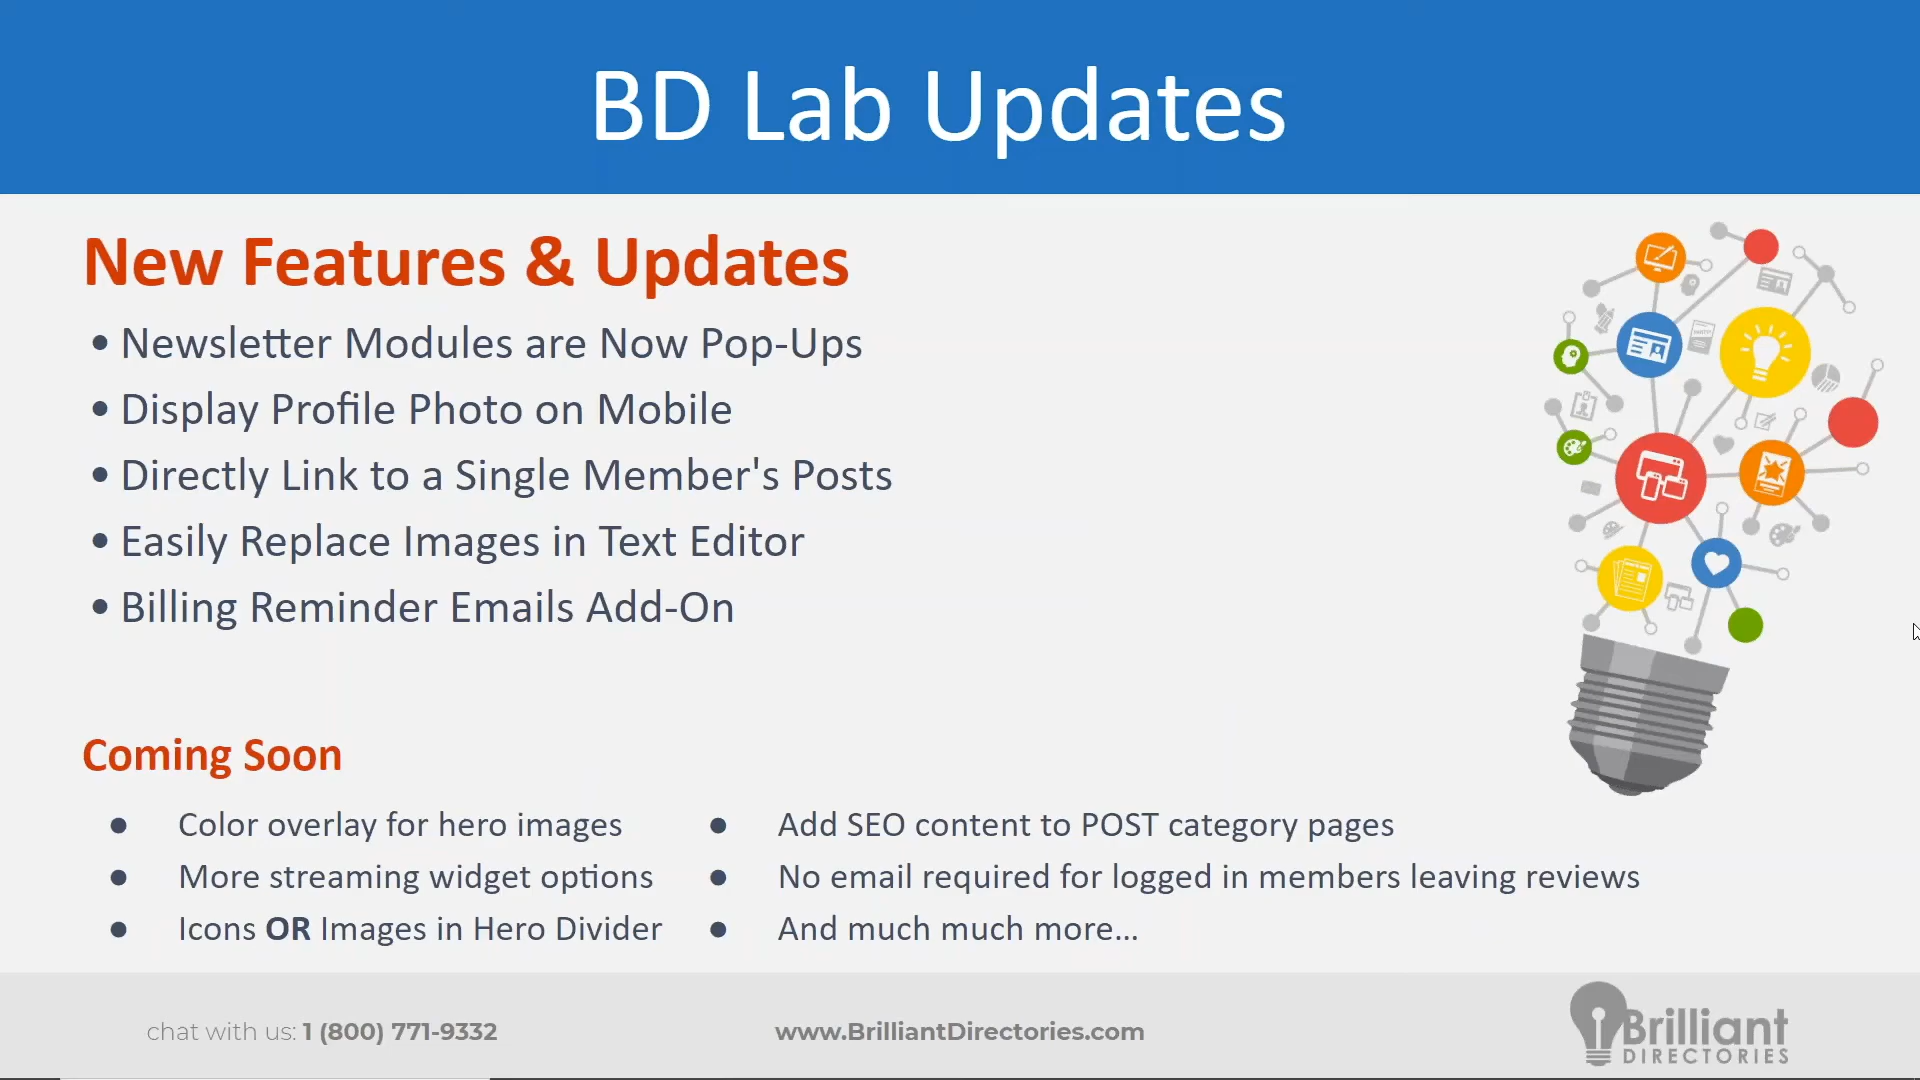 BD Lab Updates
New Features & Updates
• Newsletter Modules are Now Pop-Ups
• Display Profile Photo on Mobile
• Directly Link to a Single Member's Posts
• Easily Replace Images in Text Editor
• Billing Reminder Emails Add-On
Coming Soon
● Color overlay for hero images
● More streaming widget options
● Icons OR Images in Hero Divider
● Add SEO content to POST category pages
● No email required for logged in members leaving reviews
● And much much more...
chat with us: 1 (800) 771-9332
www.BrilliantDirectories.com
Brilliant
DIRECTORIES